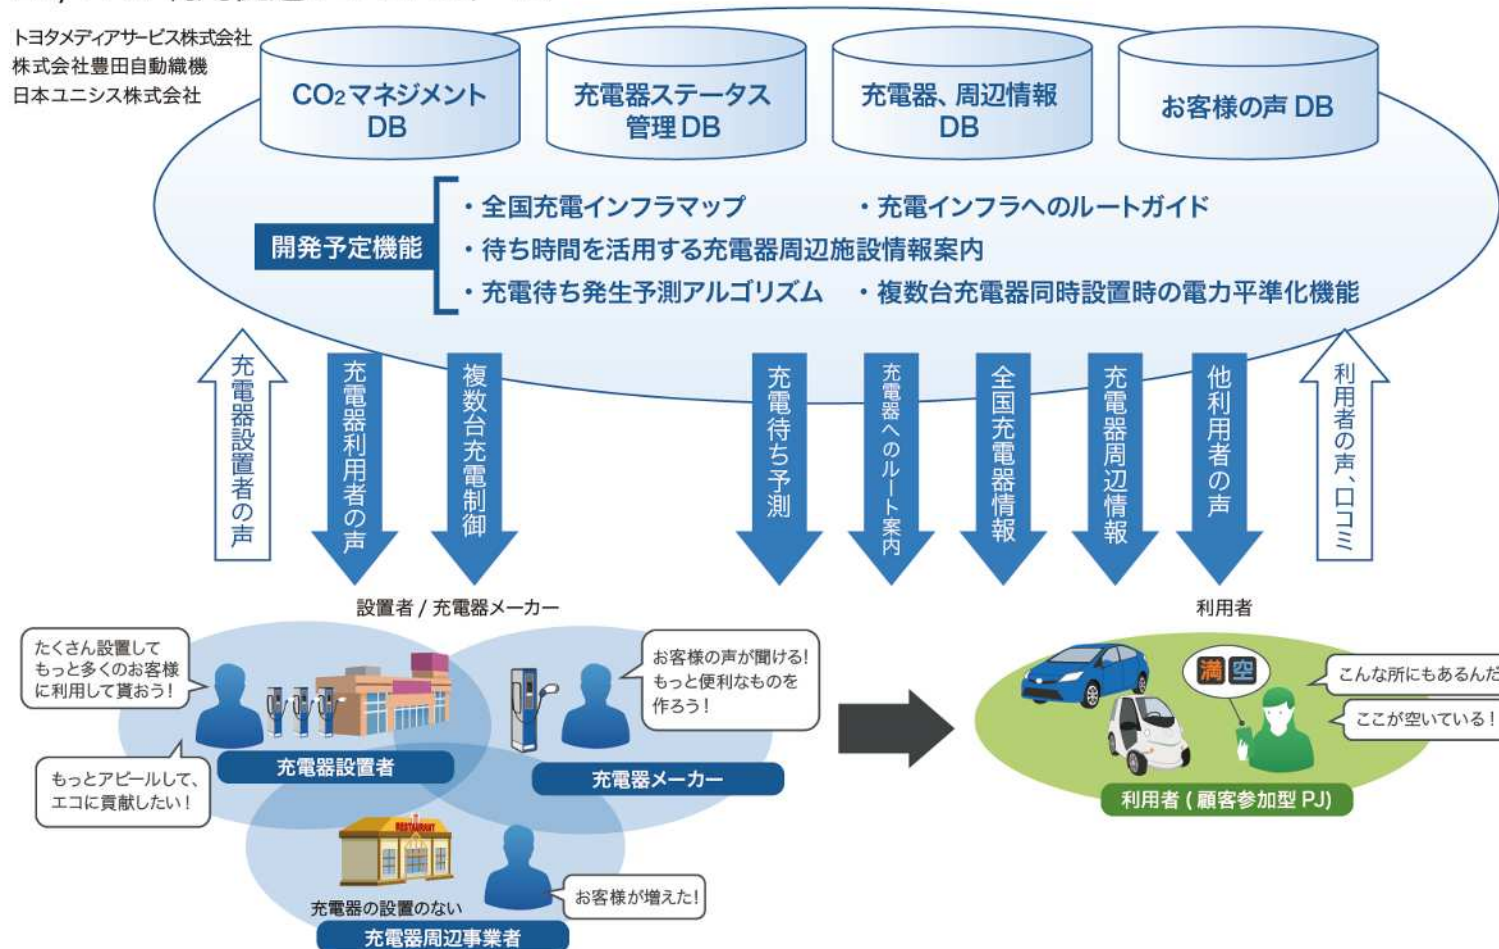 トヨタメディアサービス株式会社
株式会社豊田自動織機
日本ユニシス株式会社
CO2マネジメント
DB
充電器ステータス
管理DB
充電器、周辺情報
DB
お客様の声 DB
開発予定機能
・全国充電インフラマップ
・充電インフラへのルートガイド
・待ち時間を活用する充電器周辺施設情報案内
・充電待ち発生予測アルゴリズム
・複数台充電器同時設置時の電力平準化機能
充電器設置者の声
充電器利用者の声
複数台充電制御
充電待ち予測
充電器へのルート案内
全国充電器情報
充電器周辺情報
他利用者の声
利用者の声、口コミ
設置者 / 充電器メーカー
たくさん設置して
もっと多くのお客様
に利用して貰おう!
もっとアピールして、
エコに貢献したい!
充電器設置者
お客様の声が聞ける!
もっと便利なものを
作ろう!
充電器メーカー
RESTAURANT
お客様が増えた!
充電器の設置のない
充電器周辺事業者
利用者
満 空
こんな所にもあるんだ
ここが空いている!
利用者 (顧客参加型 PJ)